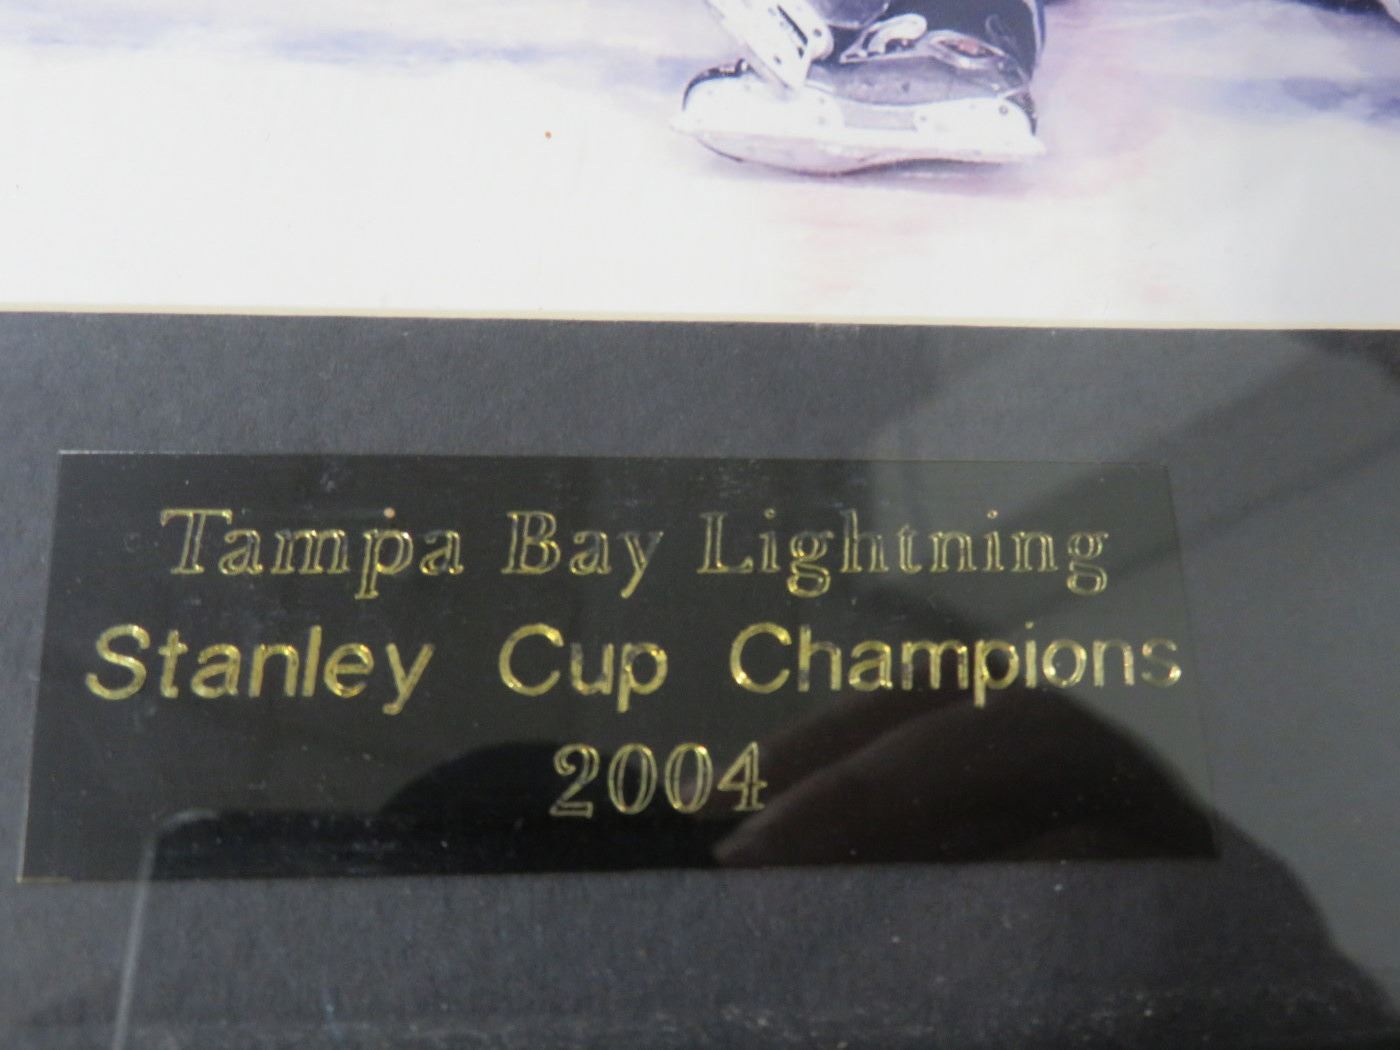 Tampa Bay Lightning
Stanley Cup Champions
2004